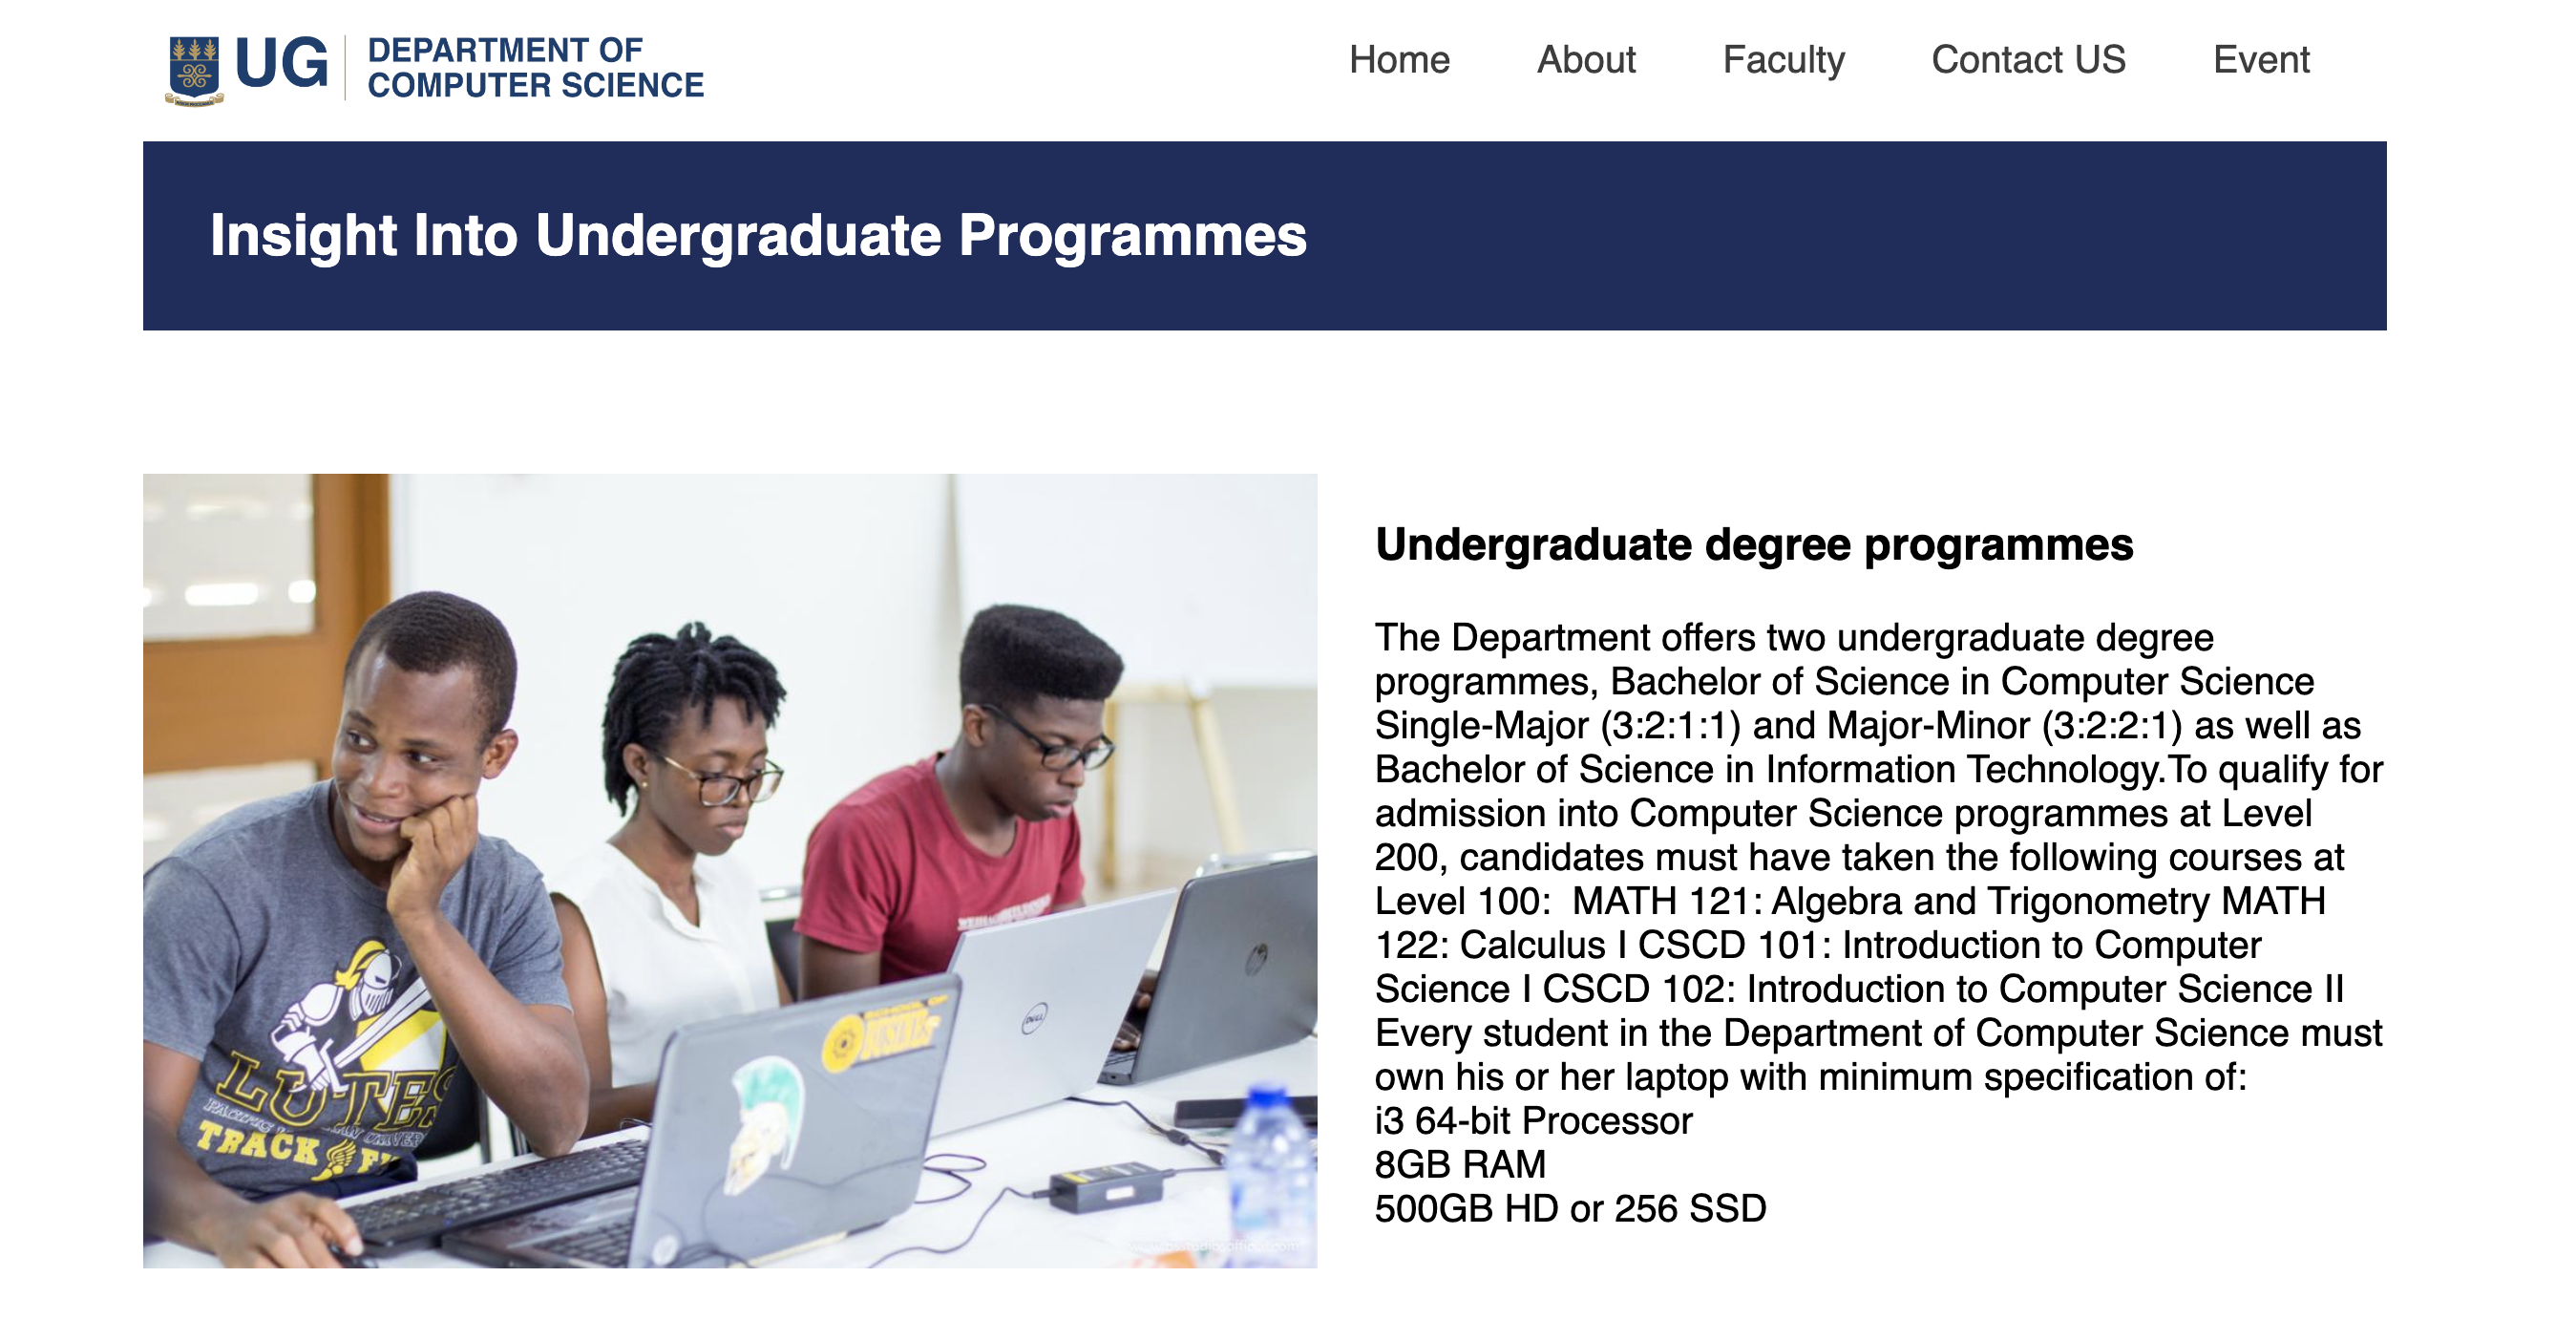 UG
DEPARTMENT OF
COMPUTER SCIENCE
Home About Faculty Contact US Event
Insight Into Undergraduate Programmes
Undergraduate degree programmes
The Department offers two undergraduate degree
programmes, Bachelor of Science in Computer Science
Single-Major (3:2:1:1) and Major-Minor (3:2:2:1) as well as
Bachelor of Science in Information Technology.To qualify for
admission into Computer Science programmes at Level
200, candidates must have taken the following courses at
Level 100:  MATH 121: Algebra and Trigonometry MATH
122: Calculus I CSCD 101: Introduction to Computer
Science I CSCD 102: Introduction to Computer Science II
Every student in the Department of Computer Science must
own his or her laptop with minimum specification of:
i3 64-bit Processor
8GB RAM
500GB HD or 256 SSD
LUTES
TRACK
SCHOOL OF
DELL